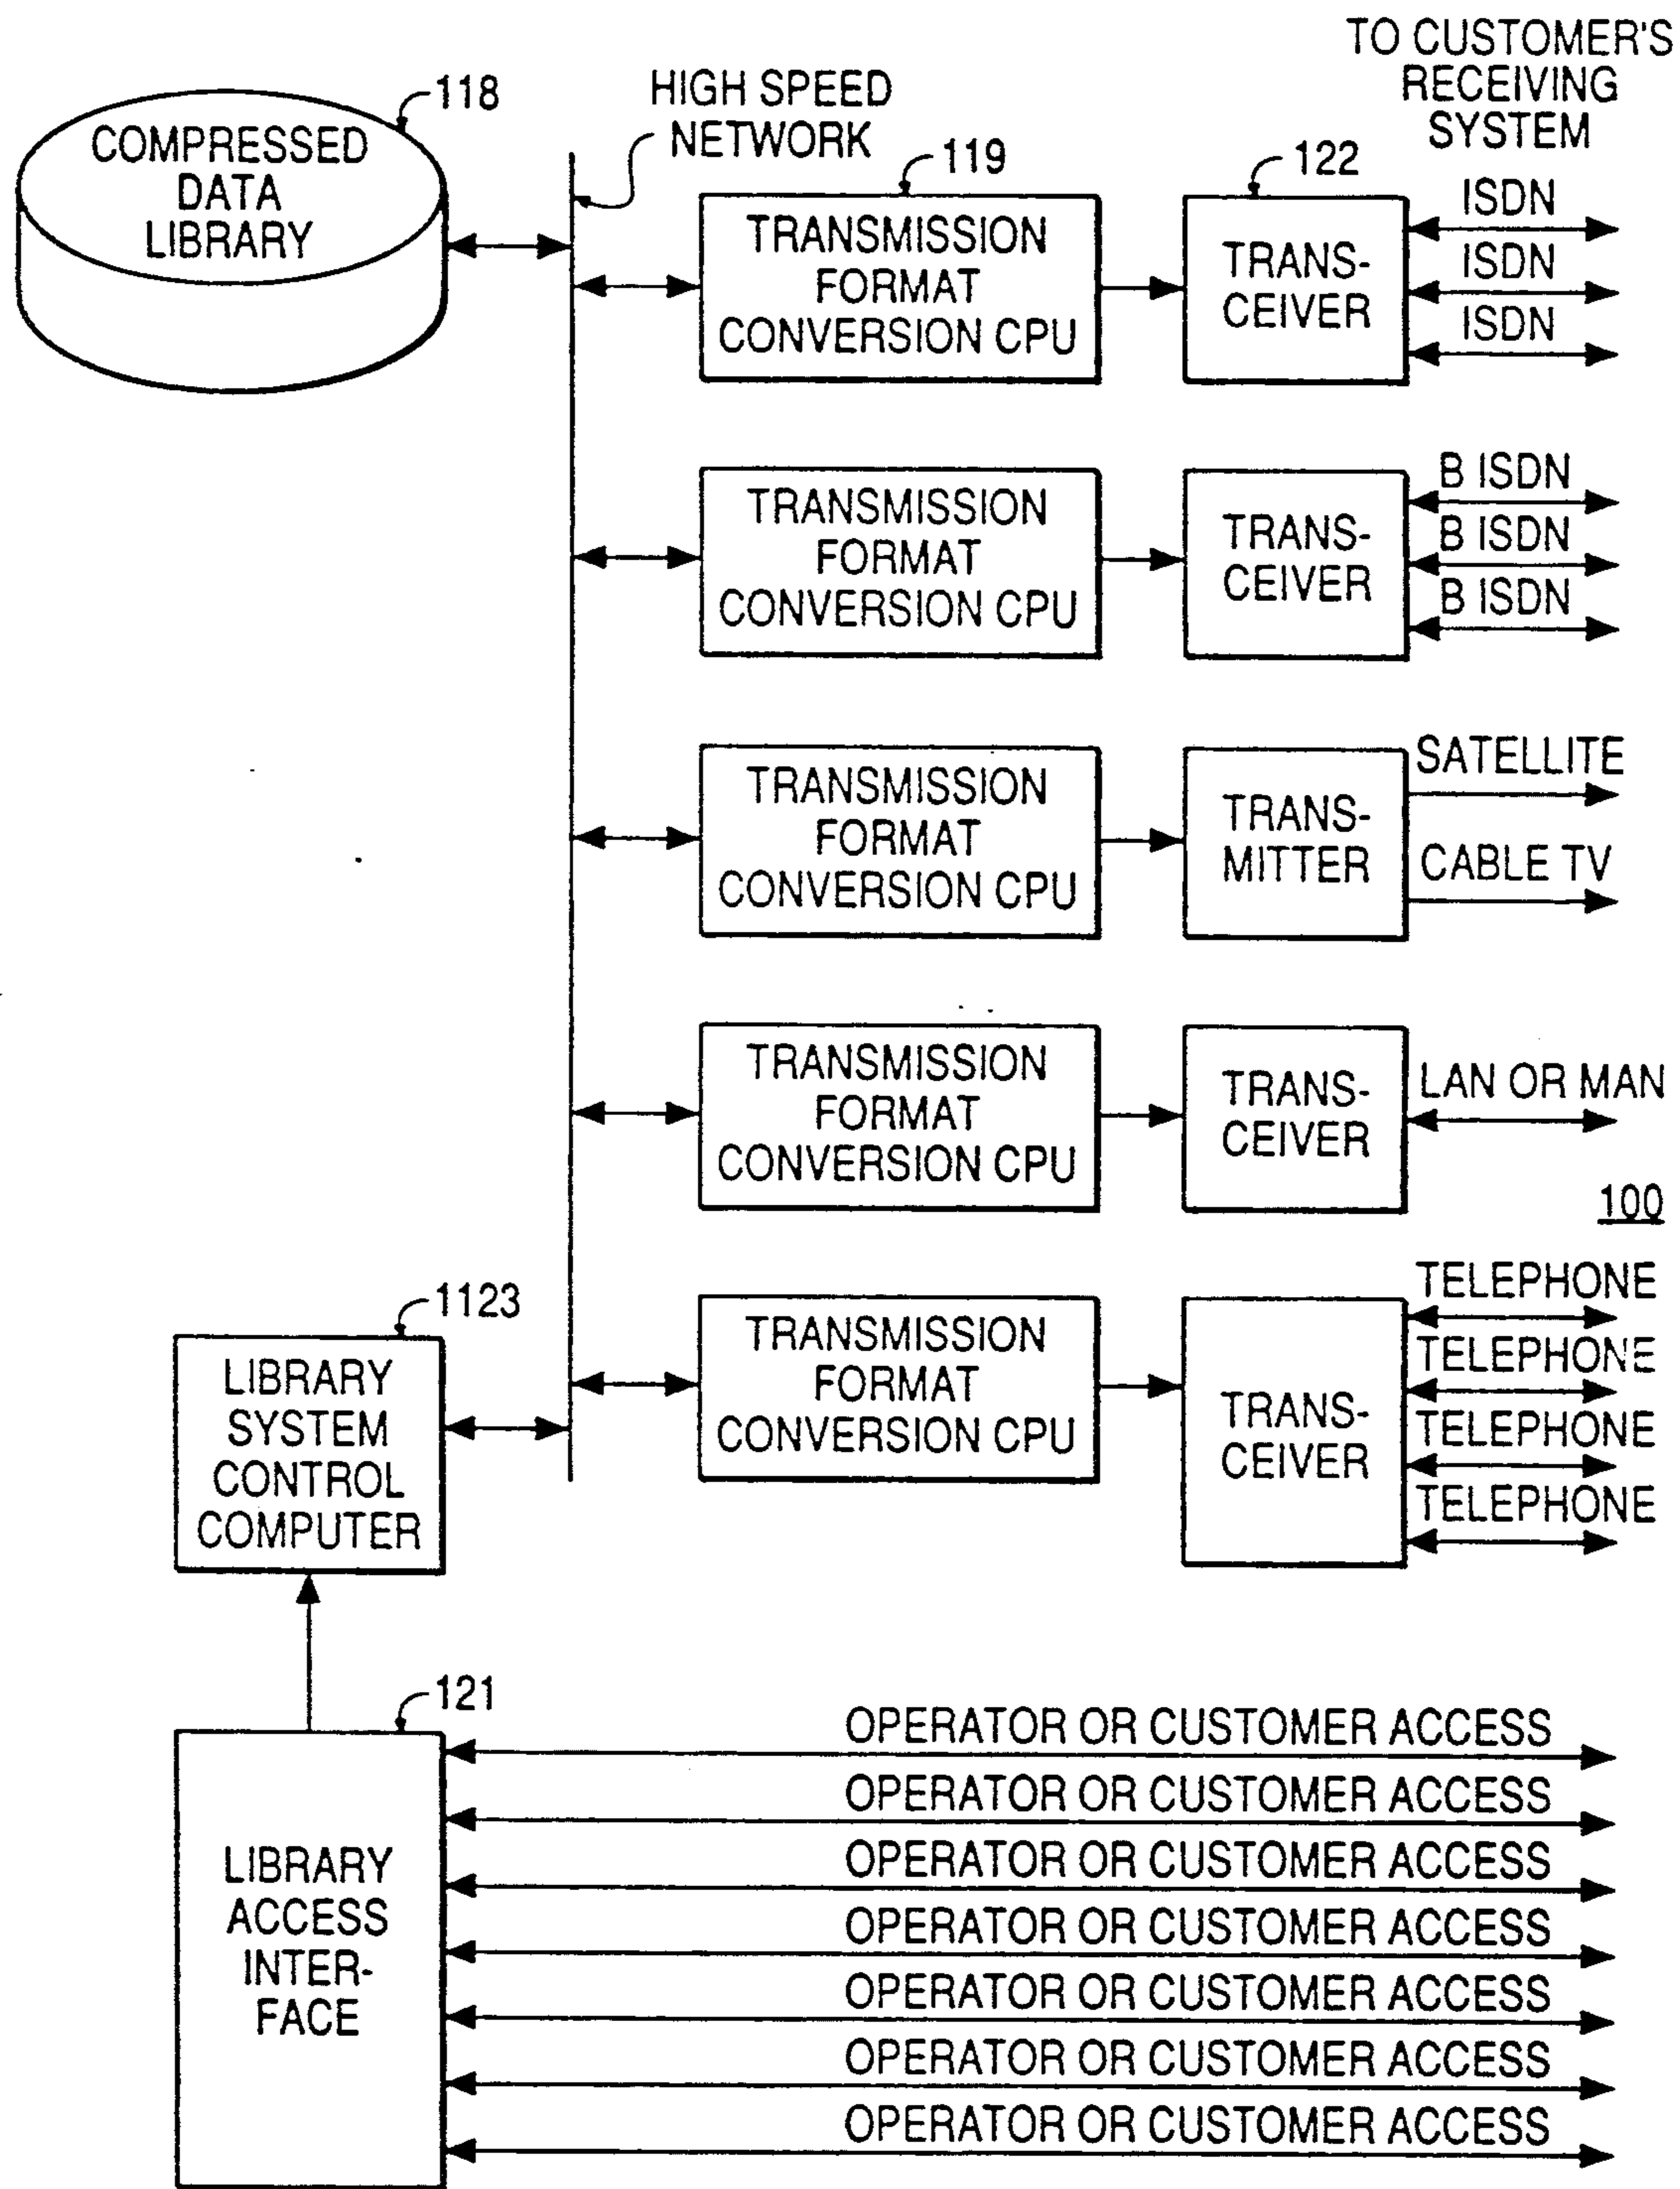 TO CUSTOMER'S
RECEIVING
SYSTEM
118
COMPRESSED
DATA
LIBRARY
HIGH SPEED
NETWORK
119
TRANSMISSION
FORMAT
CONVERSION CPU
122
TRANS-
CEIVER
ISDN
ISDN
ISDN
TRANSMISSION
FORMAT
CONVERSION CPU
TRANS-
CEIVER
B ISDN
B ISDN
B ISDN
TRANSMISSION
FORMAT
CONVERSION CPU
TRANS-
MITTER
SATELLITE
CABLE TV
TRANSMISSION
FORMAT
CONVERSION CPU
TRANS-
CEIVER
LAN OR MAN
100
1123
LIBRARY
SYSTEM
CONTROL
COMPUTER
TRANSMISSION
FORMAT
CONVERSION CPU
TRANS-
CEIVER
TELEPHONE
TELEPHONE
TELEPHONE
TELEPHONE
121
LIBRARY
ACCESS
INTER-
FACE
OPERATOR OR CUSTOMER ACCESS
OPERATOR OR CUSTOMER ACCESS
OPERATOR OR CUSTOMER ACCESS
OPERATOR OR CUSTOMER ACCESS
OPERATOR OR CUSTOMER ACCESS
OPERATOR OR CUSTOMER ACCESS
OPERATOR OR CUSTOMER ACCESS